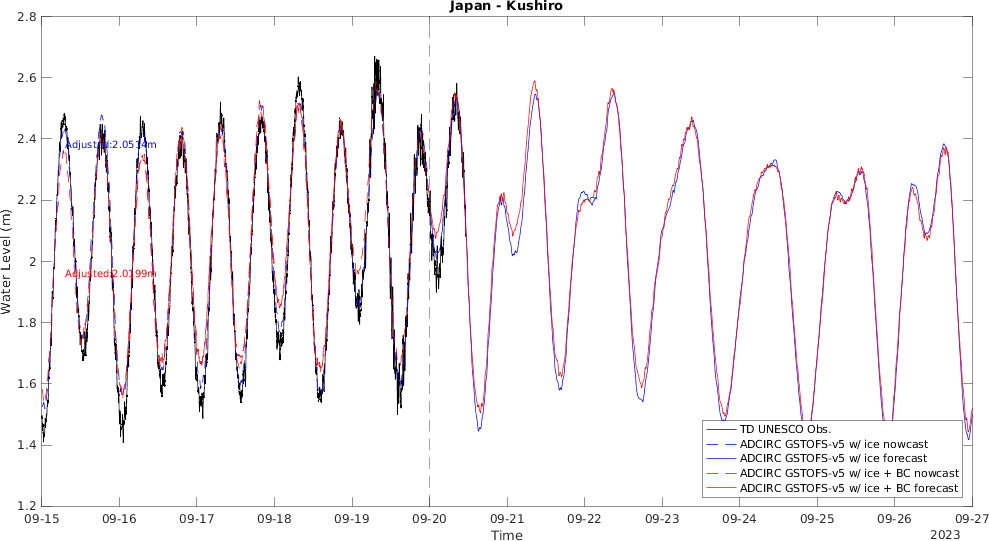 Japan - Kushiro
2.8
2.6
2.4
2.2
2
1.8
1.6
1.4
1.2
Water Level (m)
Adjusted:2.0514m
Adjusted:2.0199m
TD UNESCO Obs.
ADCIRC GSTOFS-v5 w/ ice nowcast
ADCIRC GSTOFS-v5 w/ ice forecast
ADCIRC GSTOFS-v5 w/ ice + BC nowcast
ADCIRC GSTOFS-v5 w/ ice + BC forecast
09-15 09-16 09-17 09-18 09-19 09-20 09-21 09-22 09-23 09-24 09-25 09-26 09-27
Time
2023